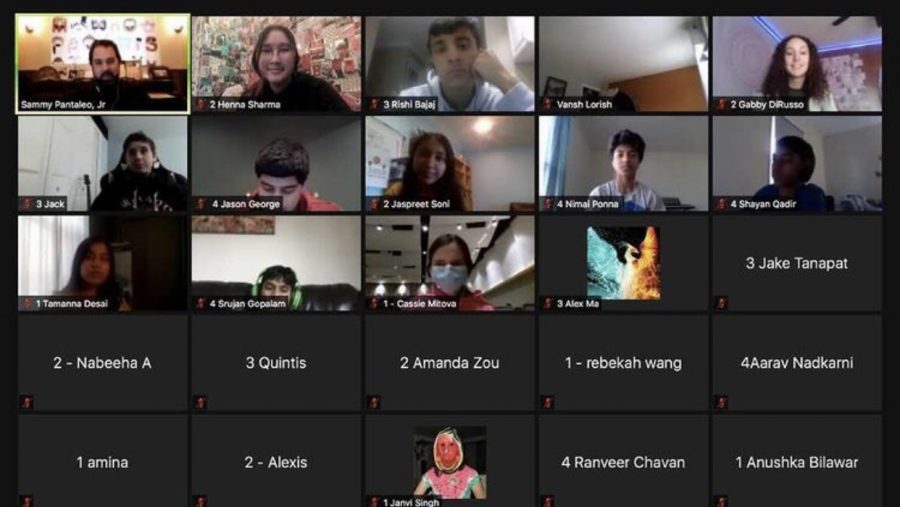 Sammy Pantaleo, Jr
2 Henna Sharma
3 Rishi Bajaj
Vansh Lorish
2 Gabby DiRusso
3 Jack
4 Jason George
2 Jaspreet Soni
4 Nimai Ponna
4 Shayan Qadir
1 Tamanna Desai
4 Srujan Gopalam
1 - Cassie Mitova
3 Alex Ma
3 Jake Tanapat
2 - Nabeeha A
3 Quintis
2 Amanda Zou
1 - rebekah wang
4Aarav Nadkarni
1 amina
2 - Alexis
1 Janvi Singh
4 Ranveer Chavan
1 Anushka Bilawar